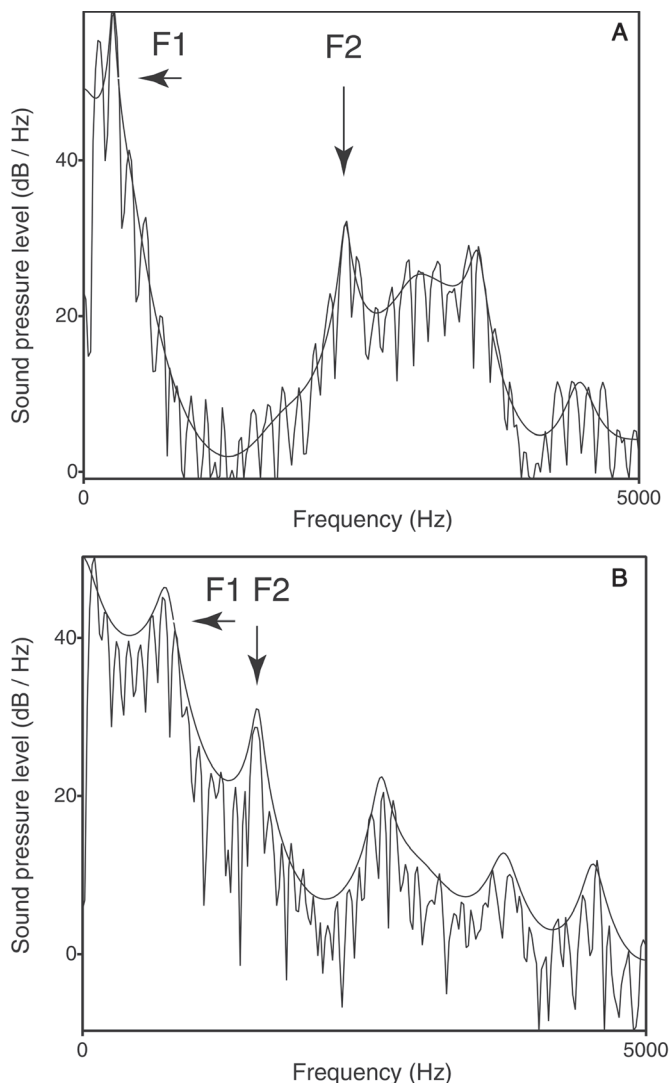 A
F1
F2
Sound pressure level (dB / Hz)
40
20
0
0
5000
Frequency (Hz)
B
F1 F2
Sound pressure level (dB / Hz)
40
20
0
0
5000
Frequency (Hz)